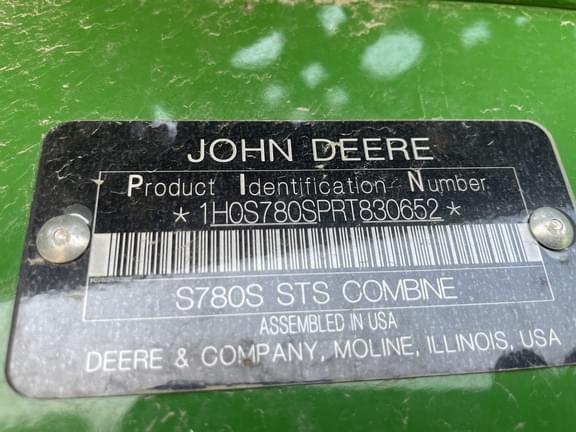 JOHN DEERE
Product Identification Number
*1H0S780SPRT830652*
S780S STS COMBINE
ASSEMBLED IN USA
DEERE & COMPANY, MOLINE, ILLINOIS, USA